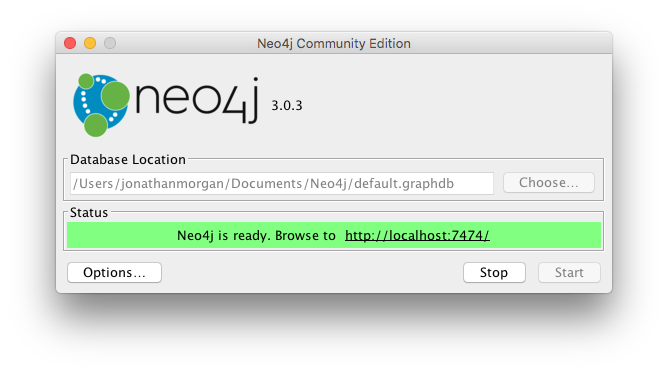 Neo4j Community Edition
neo4j 3.0.3
Database Location
/Users/jonathanmorgan/Documents/Neo4j/default.graphdb Choose...
Status
Neo4j is ready. Browse to http://localhost:7474/
Options... Stop Start